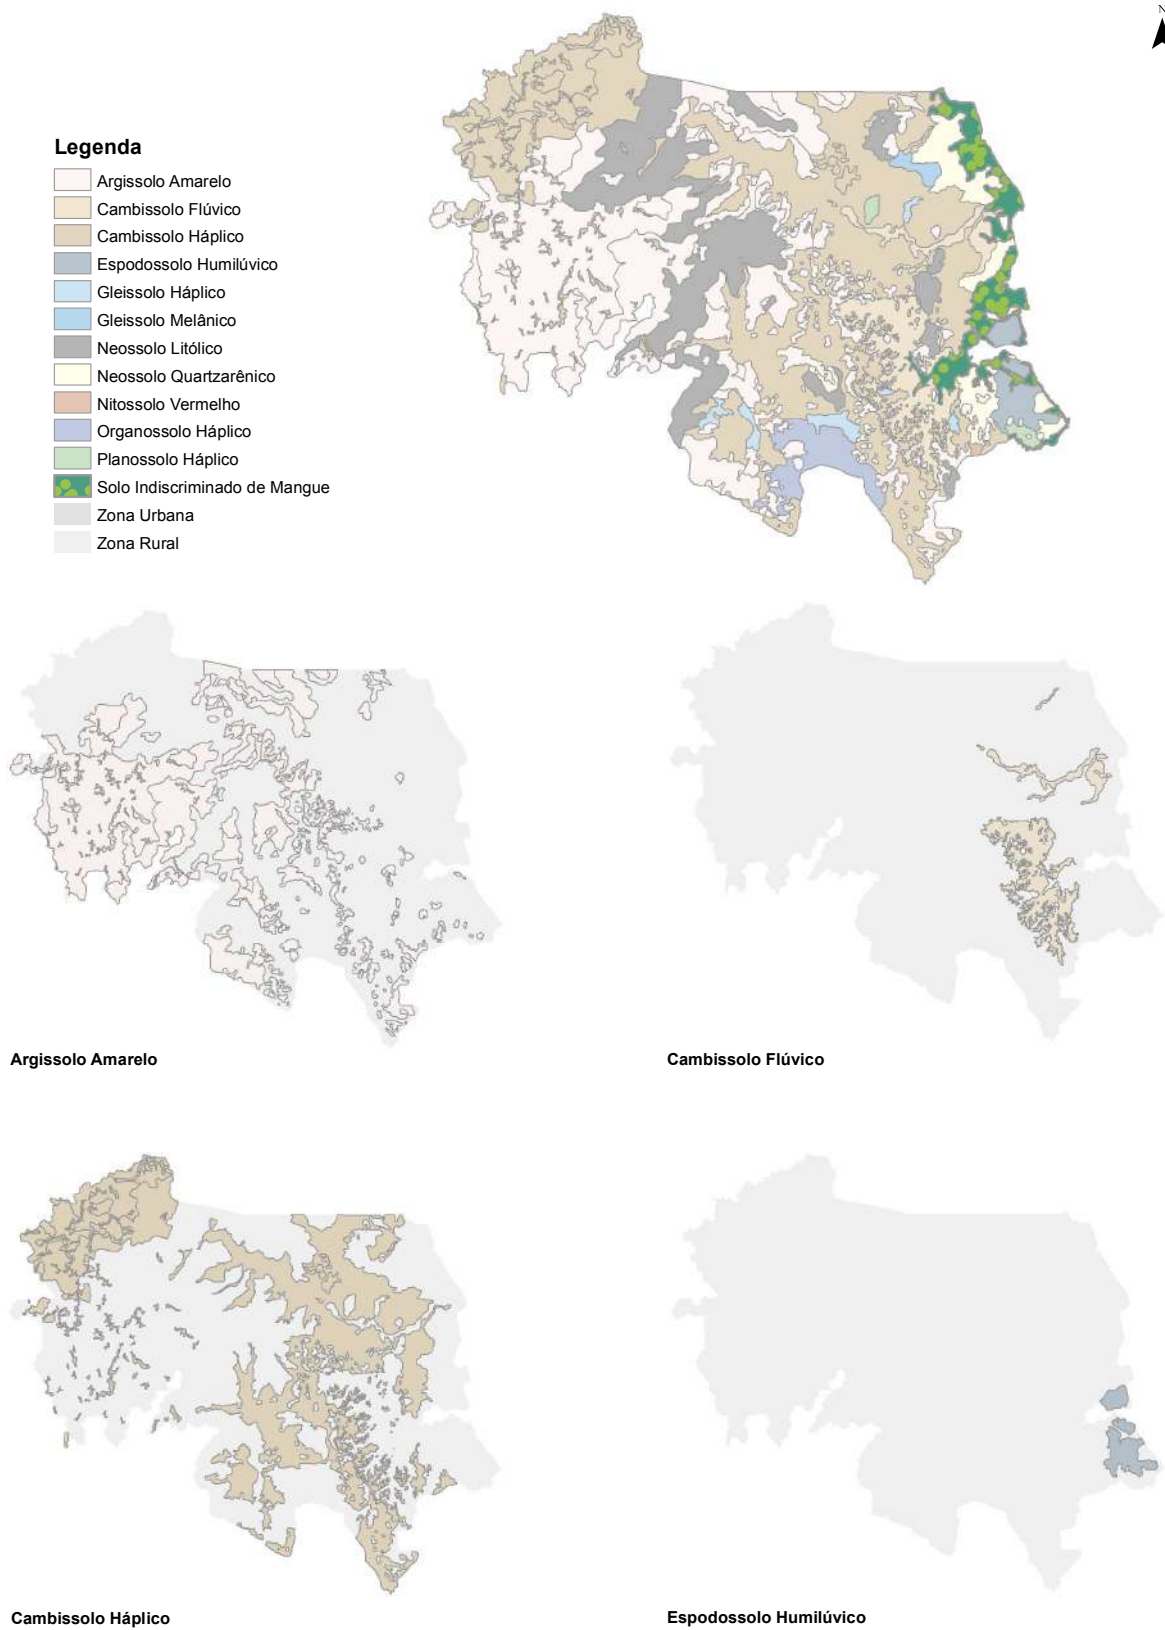 N
Legenda
Argissolo Amarelo
Cambissolo Flúvico
Cambissolo Háplico
Espodossolo Humilúvico
Gleissolo Háplico
Gleissolo Melânico
Neossolo Litólico
Neossolo Quartzarênico
Nitossolo Vermelho
Organossolo Háplico
Planossolo Háplico
Solo Indiscriminado de Mangue
Zona Urbana
Zona Rural
Argissolo Amarelo
Cambissolo Flúvico
Cambissolo Háplico
Espodossolo Humilúvico